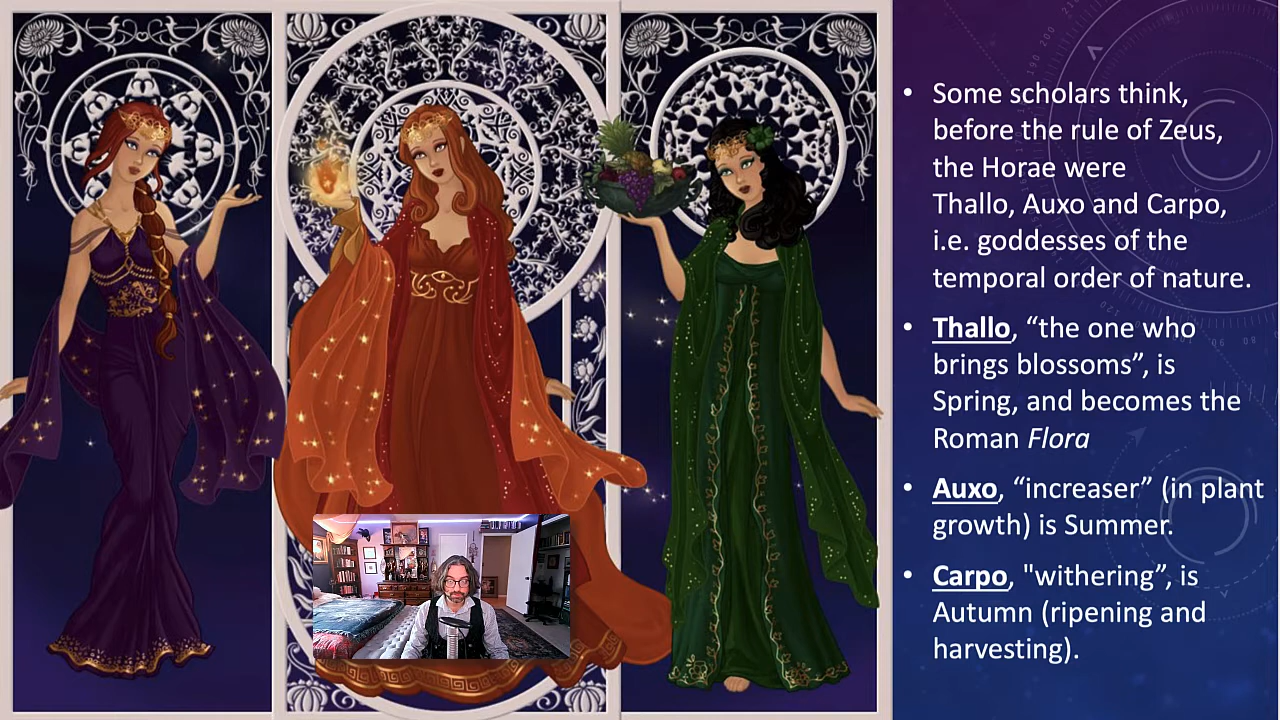 • Some scholars think,
before the rule of Zeus,
the Horae were
Thallo, Auxo and Carpo,
i.e. goddesses of the
temporal order of nature.
• Thallo, “the one who
brings blossoms”, is
Spring, and becomes the
Roman Flora
• Auxo, “increaser” (in plant
growth) is Summer.
• Carpo, "withering”, is
Autumn (ripening and
harvesting).